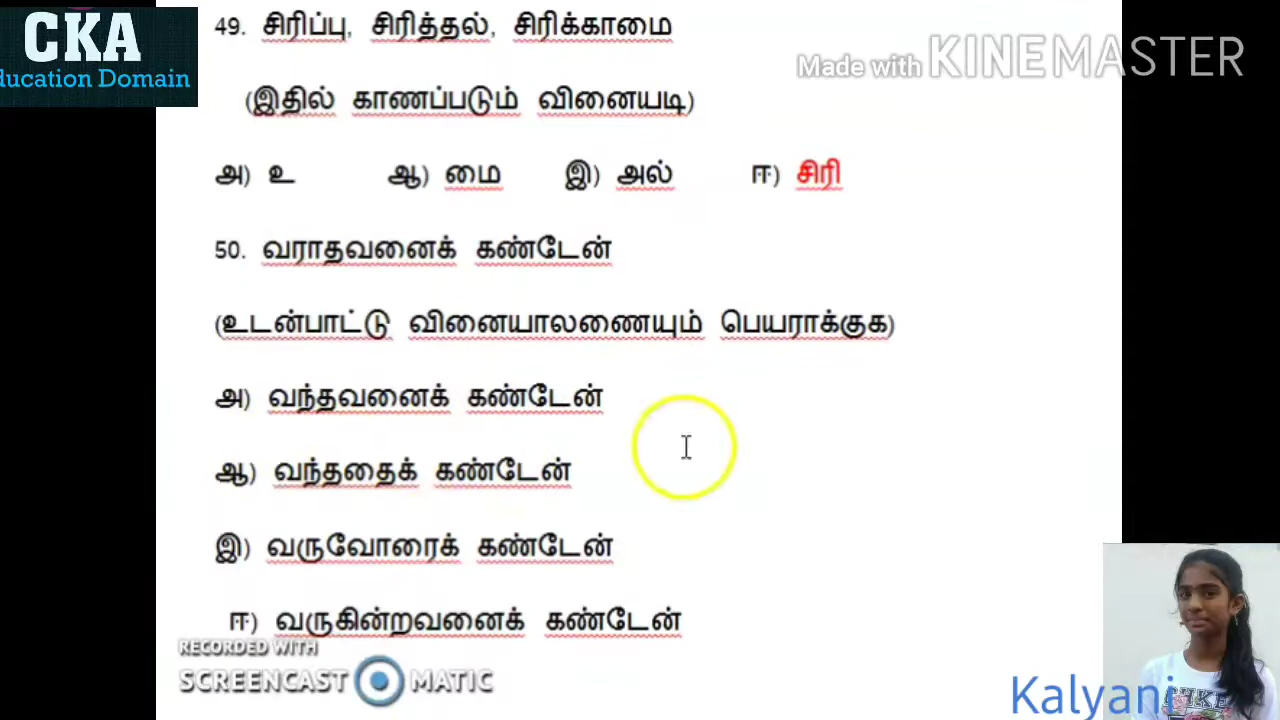 CKA
ducation Domain
Made with KINEMASTER
49. சிரிப்பு, சிரித்தல், சிரிக்காமை
(இதில் காணப்படும் வினையடி)
அ) உ ஆ) மை இ) அல் ஈ) சிரி
50. வராதவனைக் கண்டேன்
(உடன்பாட்டு வினையாலணையும் பெயராக்குக)
அ) வந்தவனைக் கண்டேன்
ஆ) வந்ததைக் கண்டேன்
இ) வருவோரைக் கண்டேன்
ஈ) வருகின்றவனைக் கண்டேன்
RECORDED WITH
SCREENCAST MATIC
Kalyani